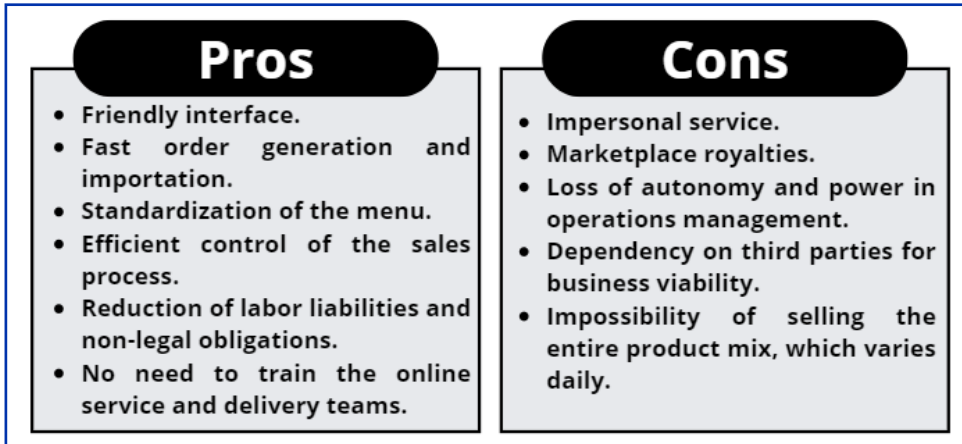 Pros
• Friendly interface.
• Fast order generation and
importation.
• Standardization of the menu.
• Efficient control of the sales
process.
• Reduction of labor liabilities and
non-legal obligations.
• No need to train the online
service and delivery teams.
Cons
• Impersonal service.
• Marketplace royalties.
• Loss of autonomy and power in
operations management.
• Dependency on third parties for
business viability.
• Impossibility of selling the
entire product mix, which varies
daily.